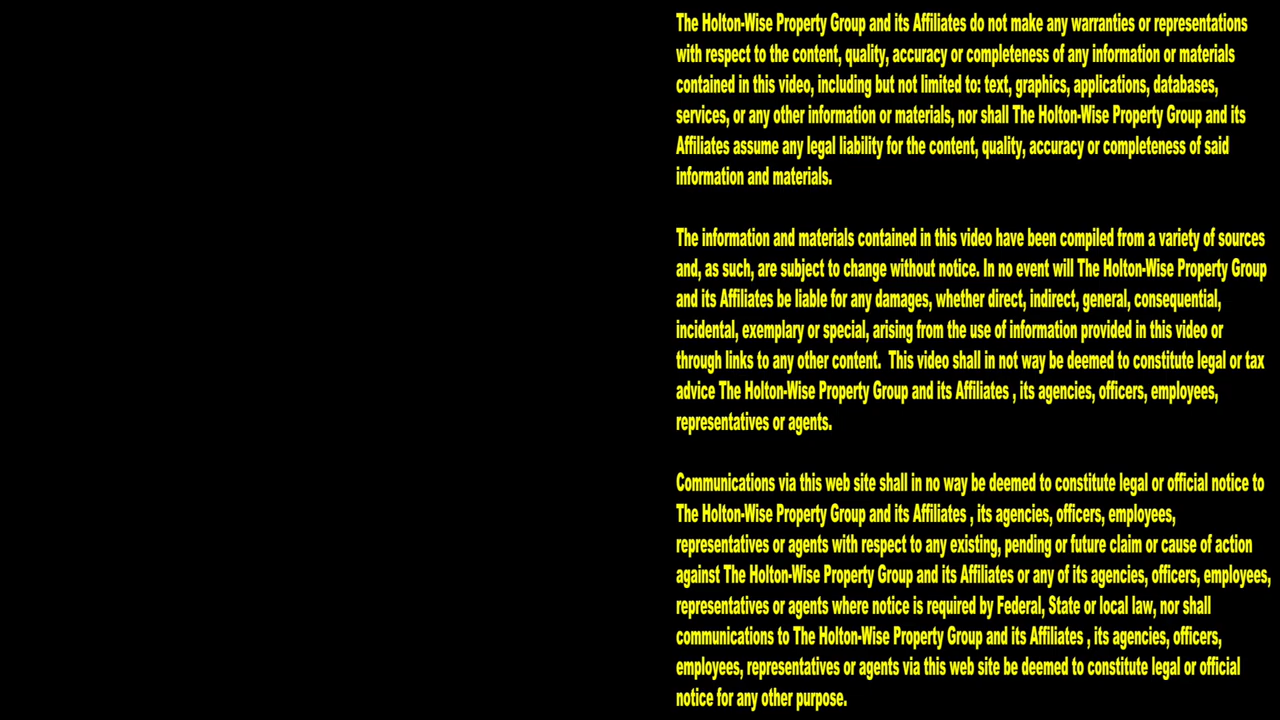 The Holton-Wise Property Group and its Affiliates do not make any warranties or representations
with respect to the content, quality, accuracy or completeness of any information or materials
contained in this video, including but not limited to: text, graphics, applications, databases,
services, or any other information or materials, nor shall The Holton-Wise Property Group and its
Affiliates assume any legal liability for the content, quality, accuracy or completeness of said
information and materials.
The information and materials contained in this video have been compiled from a variety of sources
and, as such, are subject to change without notice. In no event will The Holton-Wise Property Group
and its Affiliates be liable for any damages, whether direct, indirect, general, consequential,
incidental, exemplary or special, arising from the use of information provided in this video or
through links to any other content.  This video shall in not way be deemed to constitute legal or tax
advice The Holton-Wise Property Group and its Affiliates , its agencies, officers, employees,
representatives or agents.
Communications via this web site shall in no way be deemed to constitute legal or official notice to
The Holton-Wise Property Group and its Affiliates , its agencies, officers, employees,
representatives or agents with respect to any existing, pending or future claim or cause of action
against The Holton-Wise Property Group and its Affiliates or any of its agencies, officers, employees,
representatives or agents where notice is required by Federal, State or local law, nor shall
communications to The Holton-Wise Property Group and its Affiliates , its agencies, officers,
employees, representatives or agents via this web site be deemed to constitute legal or official
notice for any other purpose.